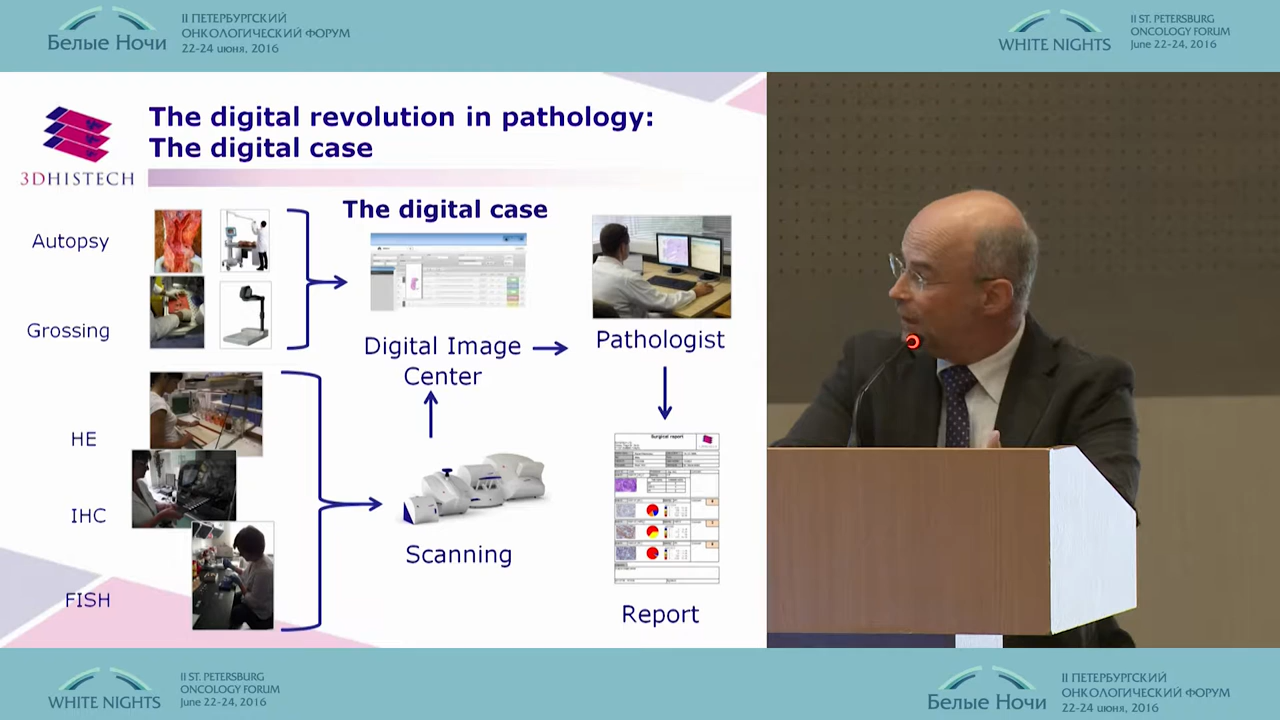 Белые Ночи
II ПЕТЕРБУРГСКИЙ
ОНКОЛОГИЧЕСКИЙ ФОРУМ
22-24 июня, 2016
WHITE NIGHTS
II ST. PETERSBURG
ONCOLOGY FORUM
June 22-24, 2016
3DHISTECH
The digital revolution in pathology:
The digital case
The digital case
Autopsy
Grossing
Digital Image
Center
Pathologist
HE
IHC
FISH
Scanning
Surgical report
Report
WHITE NIGHTS
II ST. PETERSBURG
ONCOLOGY FORUM
June 22-24, 2016
Белые Ночи
II ПЕТЕРБУРГСКИЙ
ОНКОЛОГИЧЕСКИЙ ФОРУМ
22-24 июня, 2016